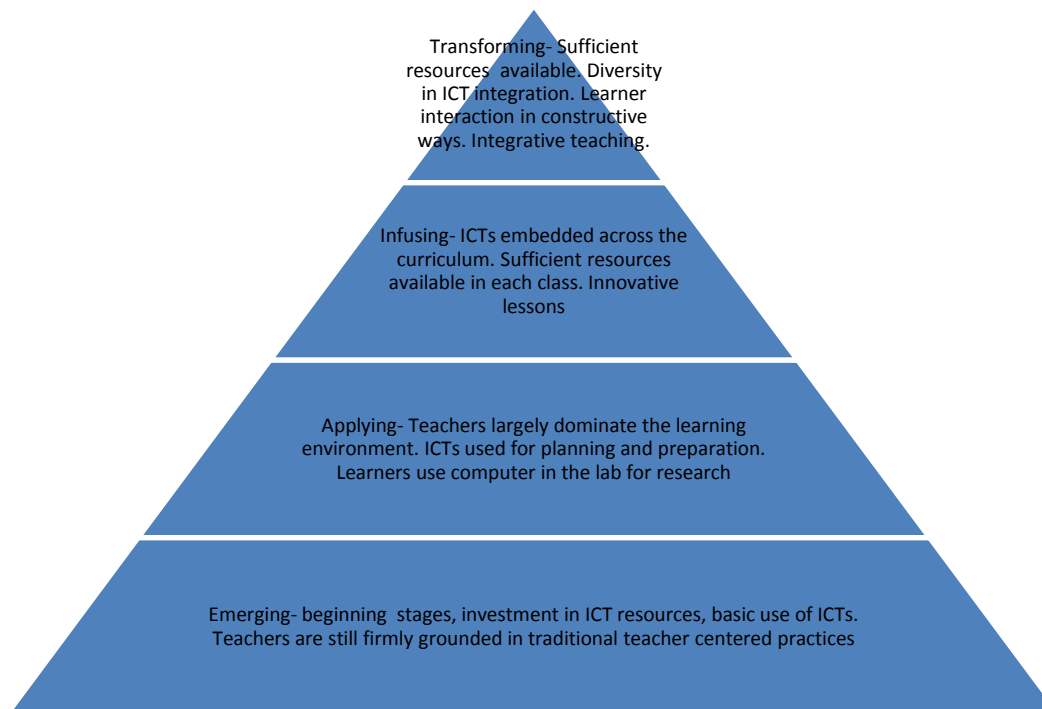 Transforming- Sufficient
resources  available. Diversity
in ICT integration. Learner
interaction in constructive
ways. Integrative teaching.
Infusing- ICTs embedded across the
curriculum. Sufficient resources
available in each class. Innovative
lessons
Applying- Teachers largely dominate the learning
environment. ICTs used for planning and preparation.
Learners use computer in the lab for research
Emerging- beginning  stages, investment in ICT resources, basic use of ICTs.
Teachers are still firmly grounded in traditional teacher centered practices